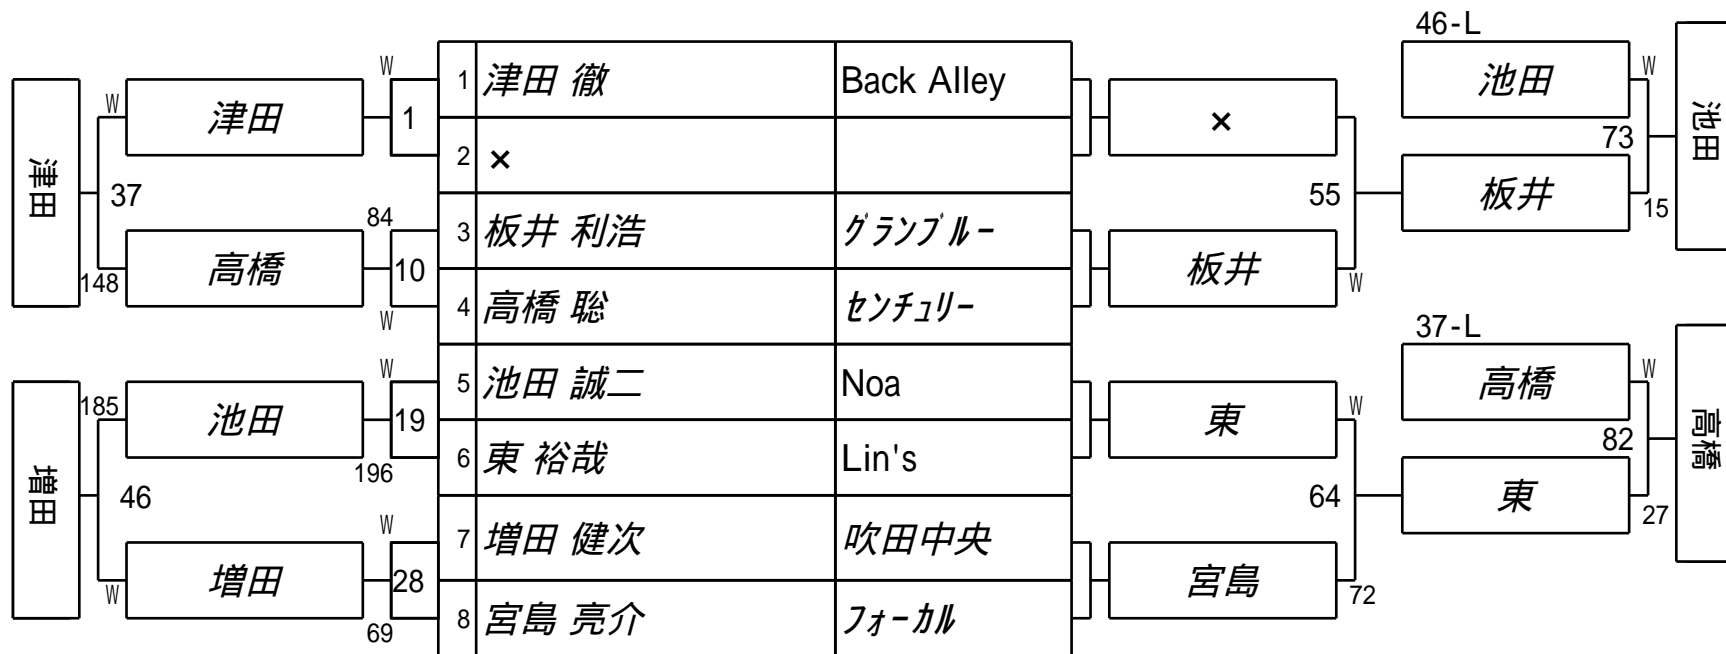 46-L
W
1 津田 徹 Back Alley
池田
W
池田
W
津田
1
×
73
2 ×
津田
37
55
板井
15
84
3 板井 利浩 グランブルー
148
高橋
10
板井
W
W
4 高橋 聡 センチュリー
37-L
W
5 池田 誠二 Noa
高橋
W
高橋
185
池田
19
東
W
82
196
6 東 裕哉 Lin's
増田
46
64
東
27
W
7 増田 健次 吹田中央
W
増田
28
宮島
72
69
8 宮島 亮介 フォーカル